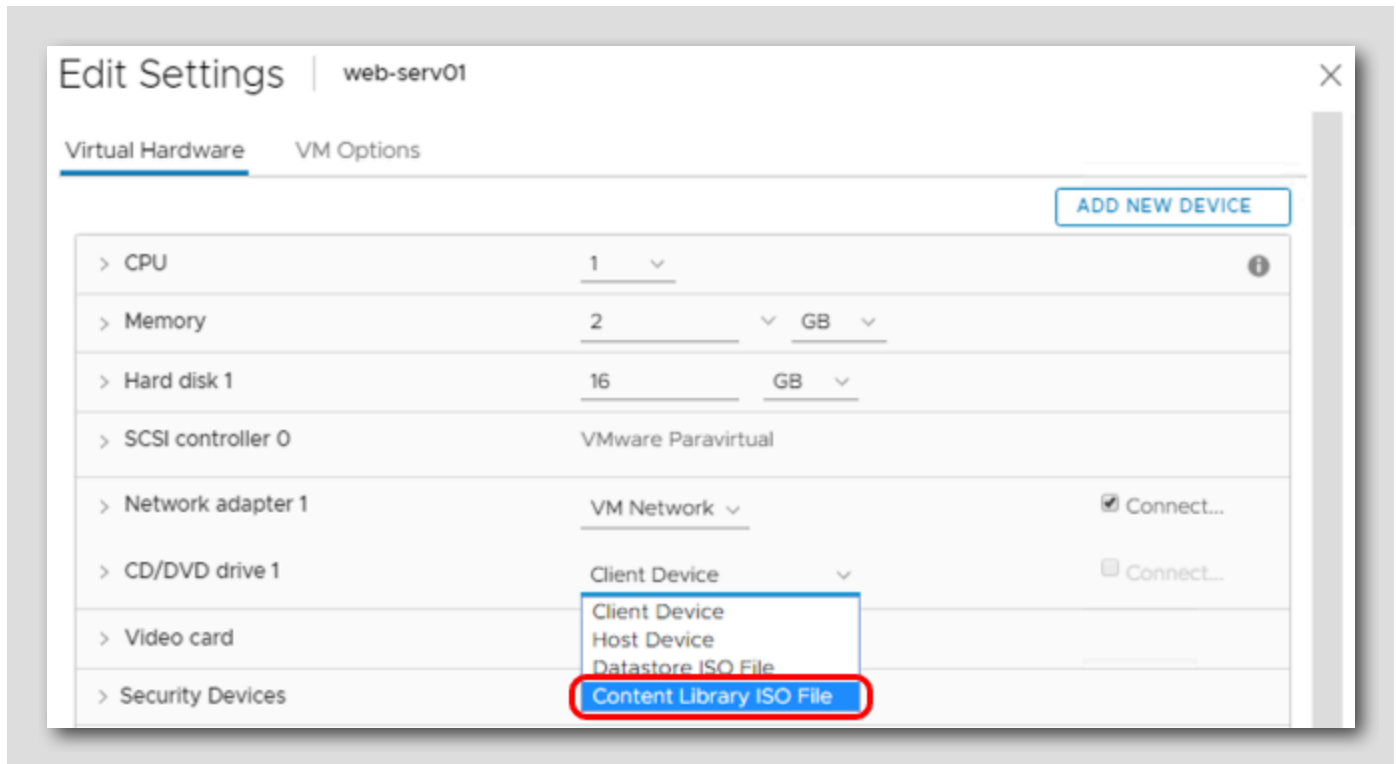 Edit Settings web-serv01
Virtual Hardware VM Options
ADD NEW DEVICE
CPU 1
Memory 2 GB
Hard disk 1 16 GB
SCSI controller 0 VMware Paravirtual
Network adapter 1 VM Network Connect...
CD/DVD drive 1 Client Device Connect...
Client Device
Video card
Host Device
Datastore ISO File
Security Devices
Content Library ISO File